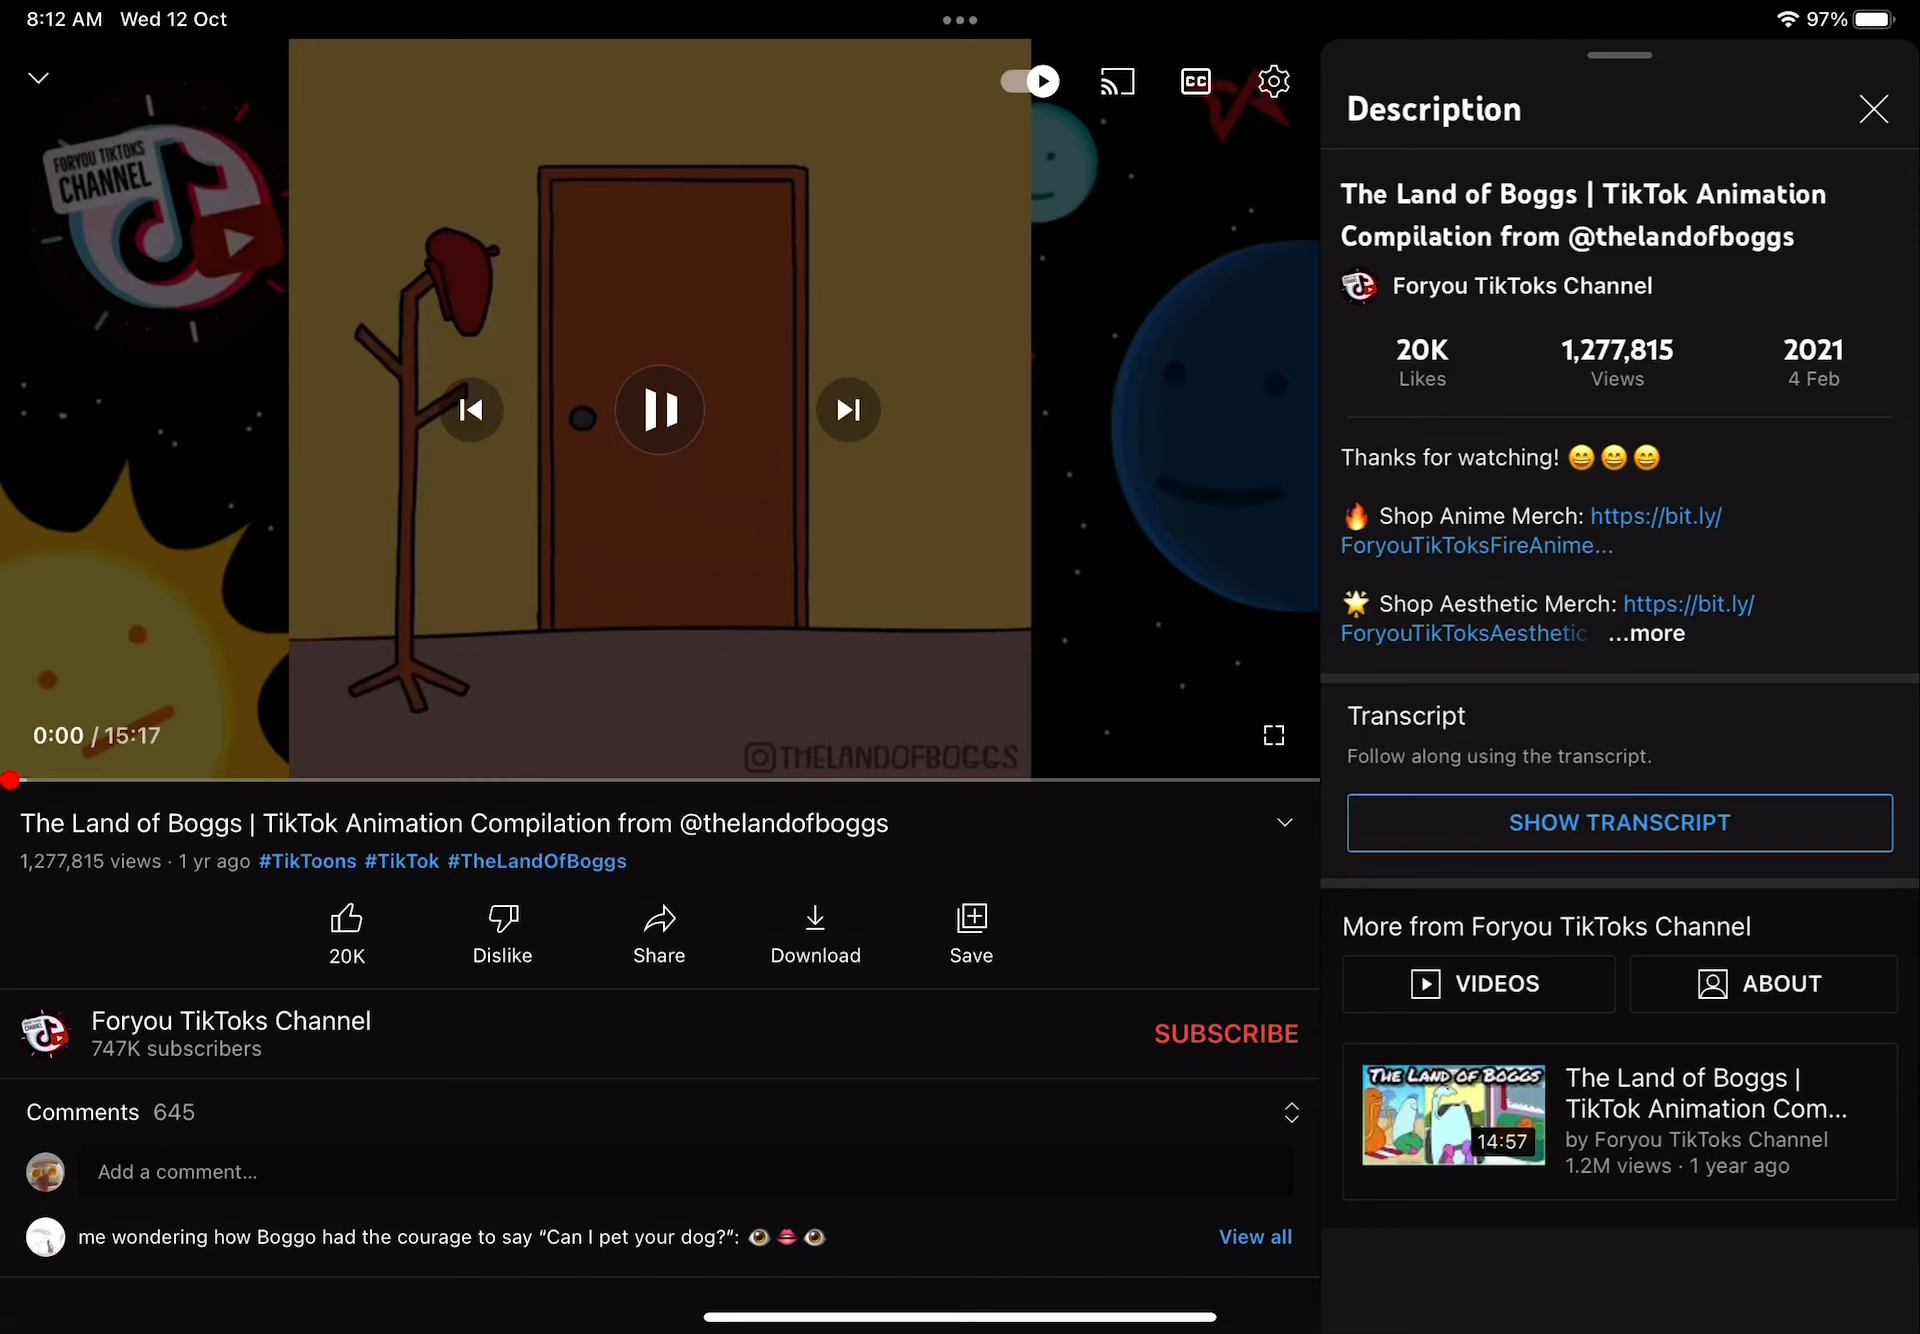 8:12 AM Wed 12 Oct
97%
FORYOU TIKTOKS
CHANNEL
CC
THELANDOFBOGGS
0:00 / 15:17
The Land of Boggs | TikTok Animation Compilation from @thelandofboggs
1,277,815 views · 1 yr ago #TikToons #TikTok #TheLandOfBoggs
20K
Dislike
Share
Download
Save
Foryou TikToks Channel
747K subscribers
SUBSCRIBE
Comments 645
Add a comment...
me wondering how Boggo had the courage to say “Can I pet your dog?”: 👁️👄👁️
View all
Description
The Land of Boggs | TikTok Animation
Compilation from @thelandofboggs
Foryou TikToks Channel
20K
Likes
1,277,815
Views
2021
4 Feb
Thanks for watching! 😄😄😄
🔥 Shop Anime Merch: https://bit.ly/
ForyouTikToksFireAnime...
🌟 Shop Aesthetic Merch: https://bit.ly/
ForyouTikToksAesthetic ...more
Transcript
Follow along using the transcript.
SHOW TRANSCRIPT
More from Foryou TikToks Channel
VIDEOS
ABOUT
THE LAND OF BOGGS
14:57
The Land of Boggs |
TikTok Animation Com...
by Foryou TikToks Channel
1.2M views · 1 year ago